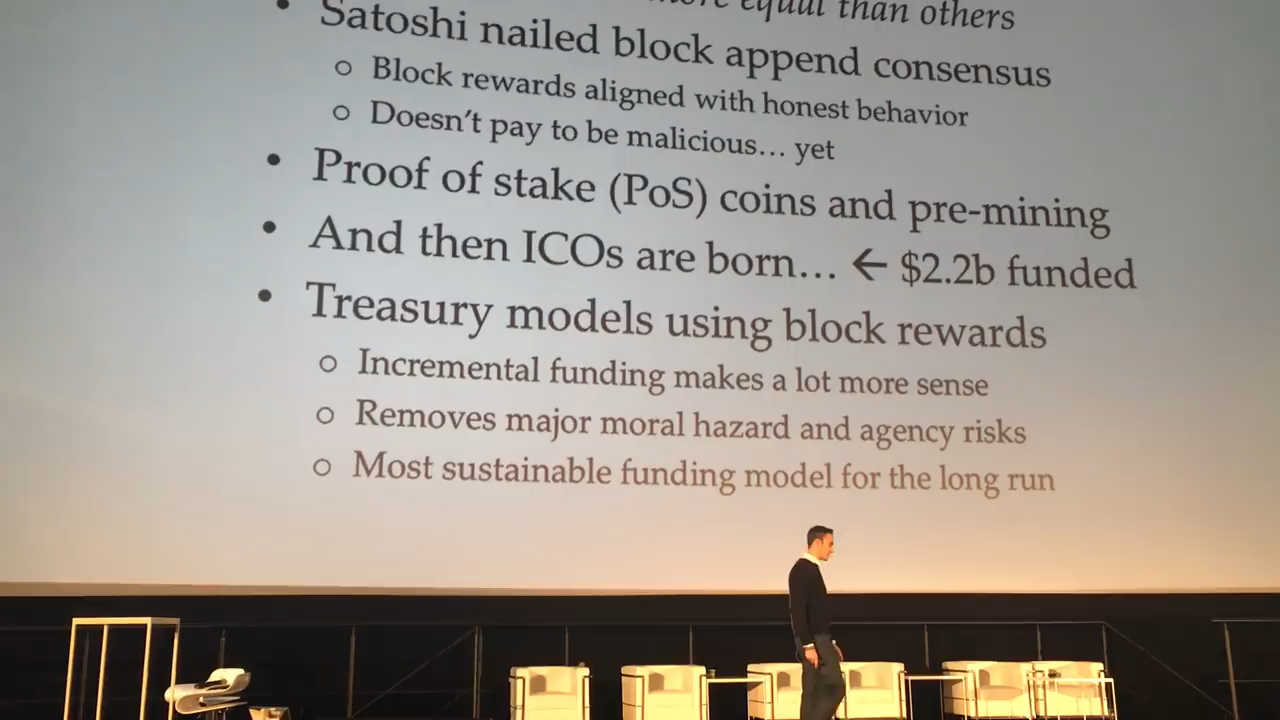 equal than others
• Satoshi nailed block append consensus
○ Block rewards aligned with honest behavior
○ Doesn't pay to be malicious… yet
• Proof of stake (PoS) coins and pre-mining
• And then ICOs are born… ← $2.2b funded
• Treasury models using block rewards
○ Incremental funding makes a lot more sense
○ Removes major moral hazard and agency risks
○ Most sustainable funding model for the long run